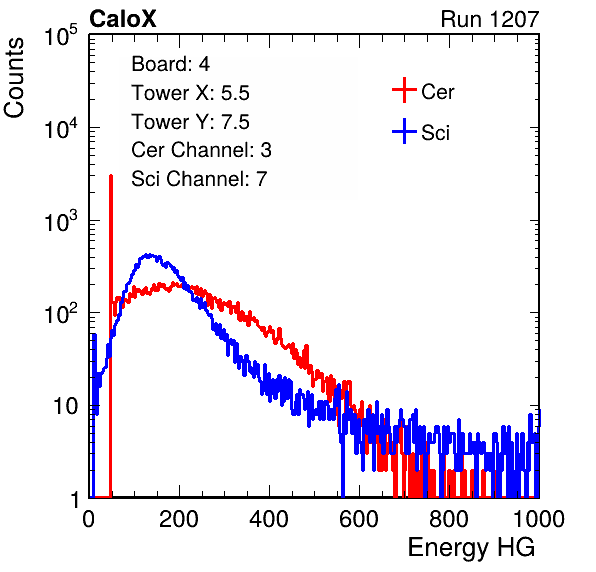 CaloX Run 1207
Counts
Board: 4
Tower X: 5.5
Tower Y: 7.5
Cer Channel: 3
Sci Channel: 7
Cer
Sci
10^5
10^4
10^3
10^2
10
1
0 200 400 600 800 1000
Energy HG